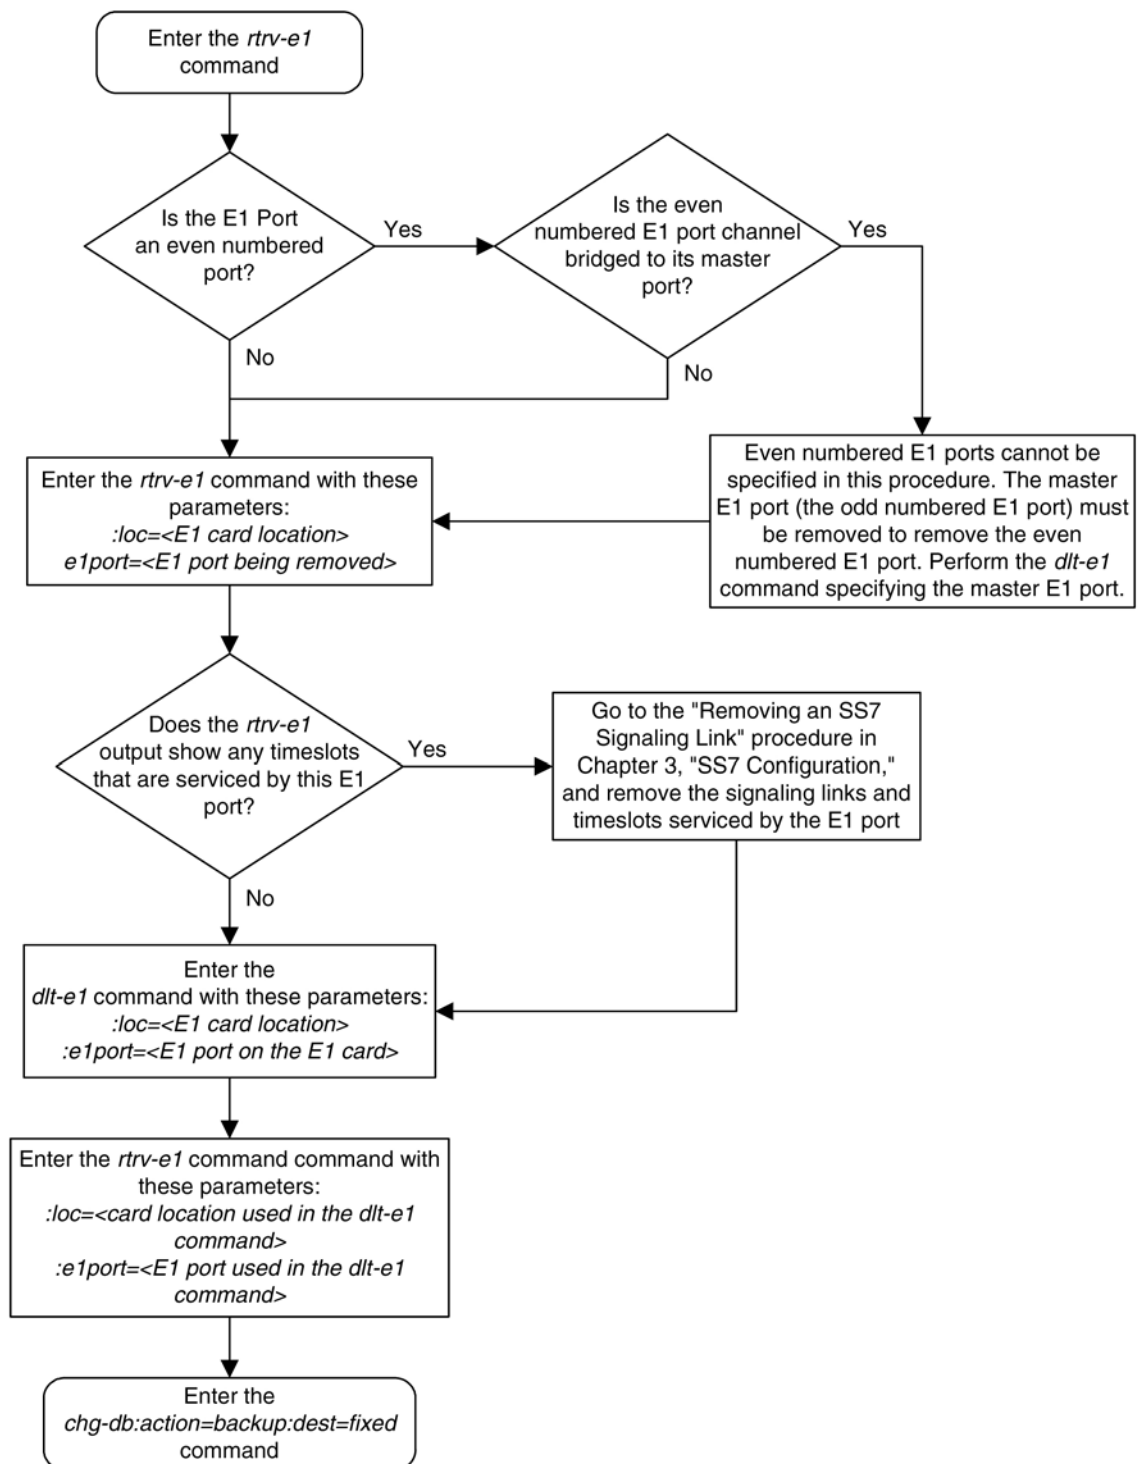 Enter the rtrv-e1
command
Is the E1 Port
an even numbered
port?
Yes
Is the even
numbered E1 port channel
bridged to its master
port?
Yes
No
No
Enter the rtrv-e1 command with these
parameters:
:loc=<E1 card location>
e1port=<E1 port being removed>
Even numbered E1 ports cannot be
specified in this procedure. The master
E1 port (the odd numbered E1 port) must
be removed to remove the even
numbered E1 port. Perform the dlt-e1
command specifying the master E1 port.
Does the rtrv-e1
output show any timeslots
that are serviced by this E1
port?
Yes
Go to the "Removing an SS7
Signaling Link" procedure in
Chapter 3, "SS7 Configuration,"
and remove the signaling links and
timeslots serviced by the E1 port
No
Enter the
dlt-e1 command with these parameters:
:loc=<E1 card location>
:e1port=<E1 port on the E1 card>
Enter the rtrv-e1 command command with
these parameters:
:loc=<card location used in the dlt-e1
command>
:e1port=<E1 port used in the dlt-e1
command>
Enter the
chg-db:action=backup:dest=fixed
command